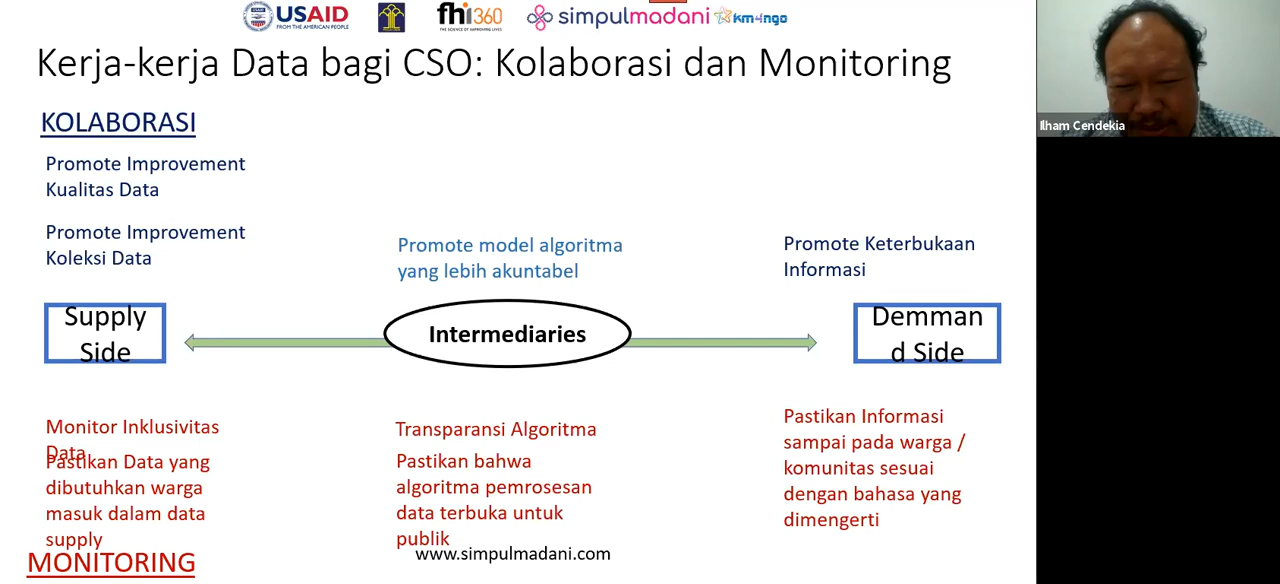 USAID
FROM THE AMERICAN PEOPLE
fhi360
THE SCIENCE OF IMPROVING LIVES
simpulmadani
km4ngo
Kerja-kerja Data bagi CSO: Kolaborasi dan Monitoring
Ilham Cendekia
KOLABORASI
Promote Improvement
Kualitas Data
Promote Improvement
Koleksi Data
Promote model algoritma
yang lebih akuntabel
Promote Keterbukaan
Informasi
Supply
Side
Intermediaries
Demman
d Side
Monitor Inklusivitas
Data
Pastikan Data yang
dibutuhkan warga
masuk dalam data
supply
Transparansi Algoritma
Pastikan bahwa
algoritma pemrosesan
data terbuka untuk
publik
Pastikan Informasi
sampai pada warga /
komunitas sesuai
dengan bahasa yang
dimengerti
MONITORING
www.simpulmadani.com